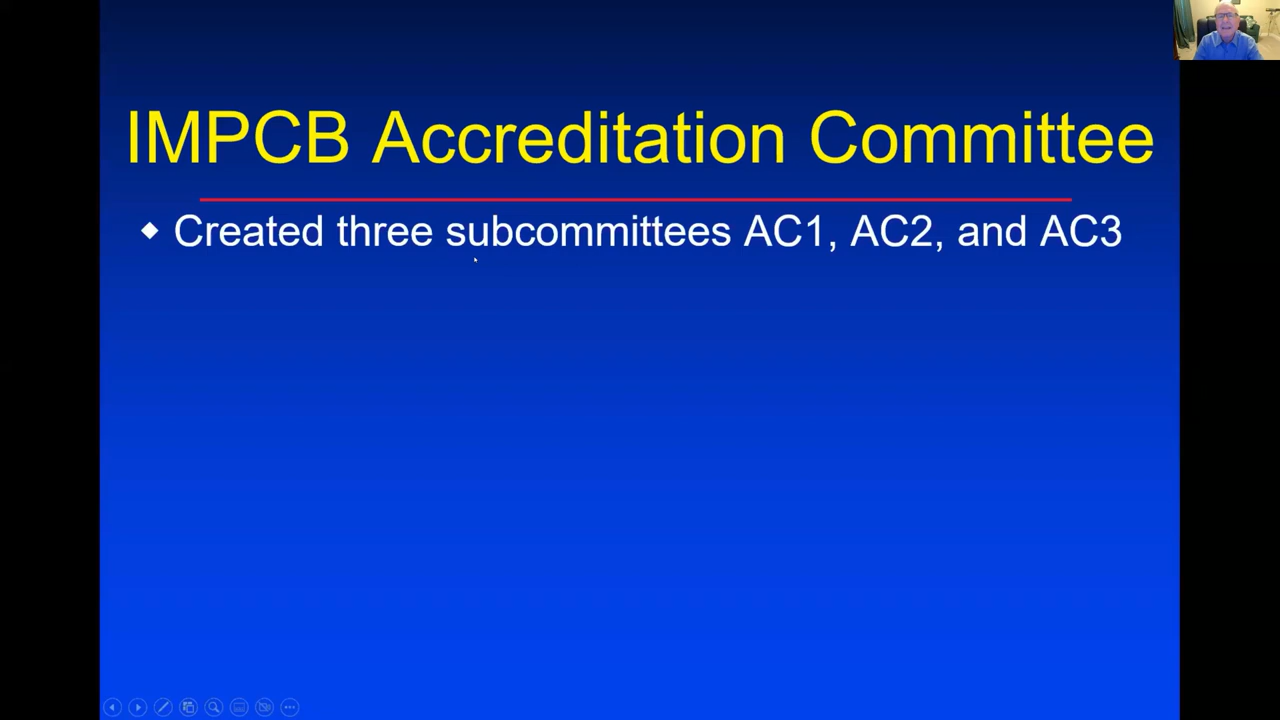 IMPCB Accreditation Committee
Created three subcommittees AC1, AC2, and AC3